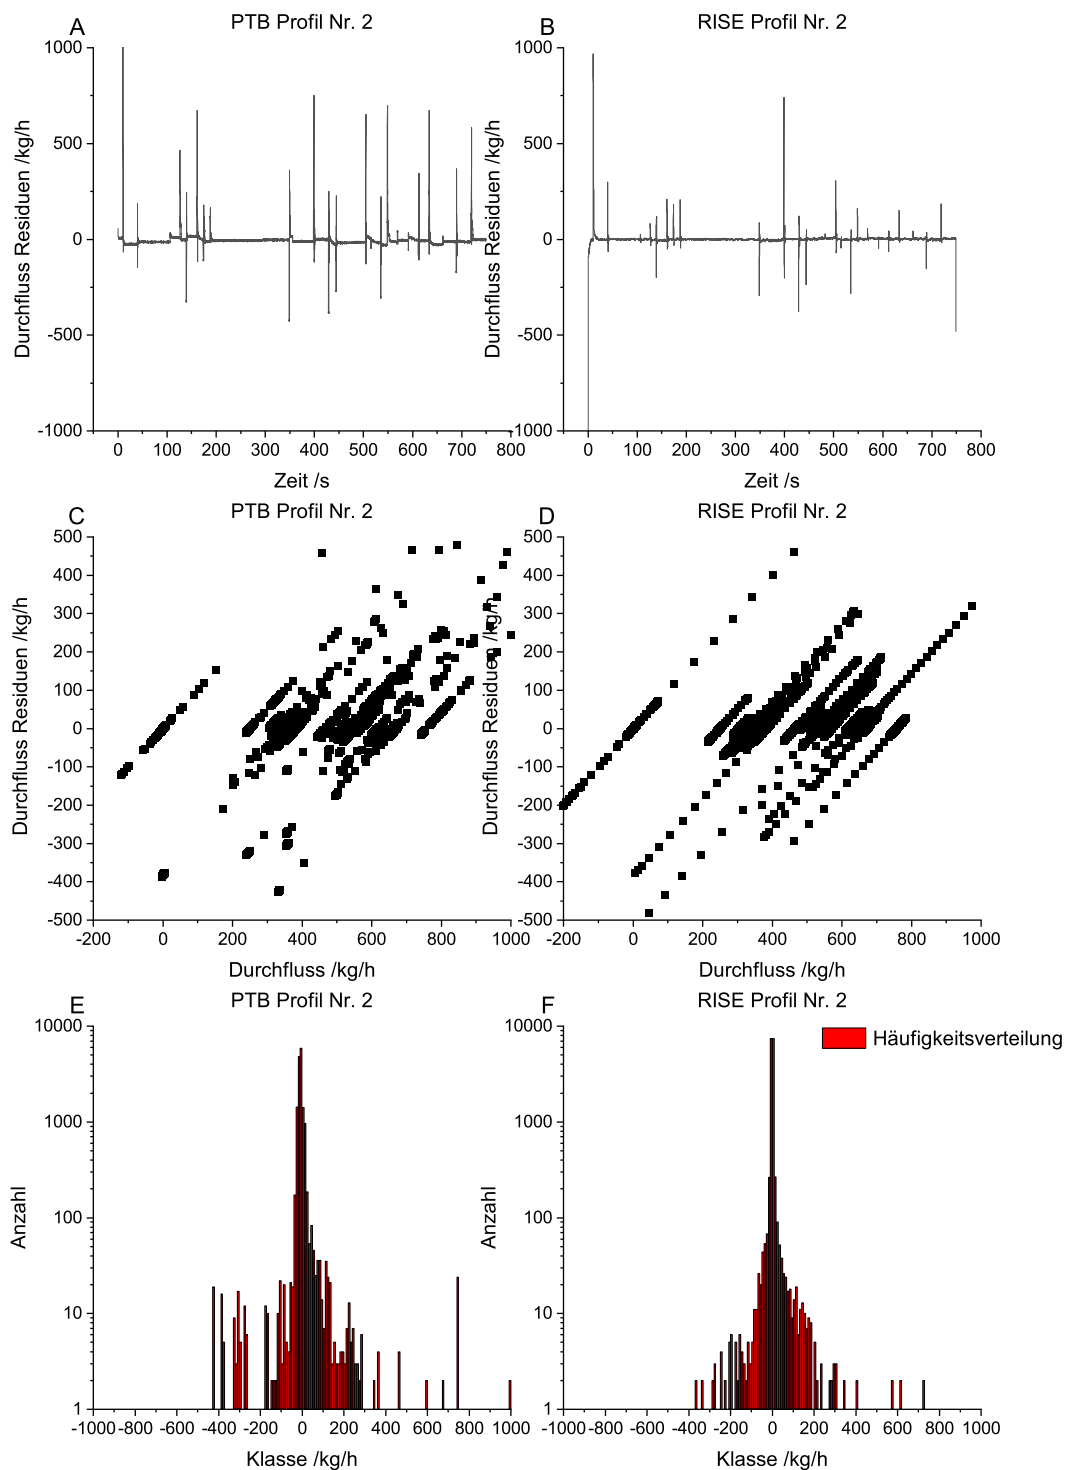 A
PTB Profil Nr. 2
B
RISE Profil Nr. 2
1000
500
0
-500
-1000
Durchfluss Residuen /kg/h
0 100 200 300 400 500 600 700 800
Zeit /s
1000
500
0
-500
-1000
Durchfluss Residuen /kg/h
0 100 200 300 400 500 600 700 800
Zeit /s
C
PTB Profil Nr. 2
D
RISE Profil Nr. 2
500
400
300
200
100
0
-100
-200
-300
-400
-500
Durchfluss Residuen /kg/h
-200 0 200 400 600 800 1000
Durchfluss /kg/h
500
400
300
200
100
0
-100
-200
-300
-400
-500
Durchfluss Residuen /kg/h
-200 0 200 400 600 800 1000
Durchfluss /kg/h
E
PTB Profil Nr. 2
F
RISE Profil Nr. 2
10000
1000
100
10
1
Anzahl
-1000 -800 -600 -400 -200 0 200 400 600 800 1000
Klasse /kg/h
10000
1000
100
10
1
Anzahl
-1000 -800 -600 -400 -200 0 200 400 600 800 1000
Klasse /kg/h
Häufigkeitsverteilung